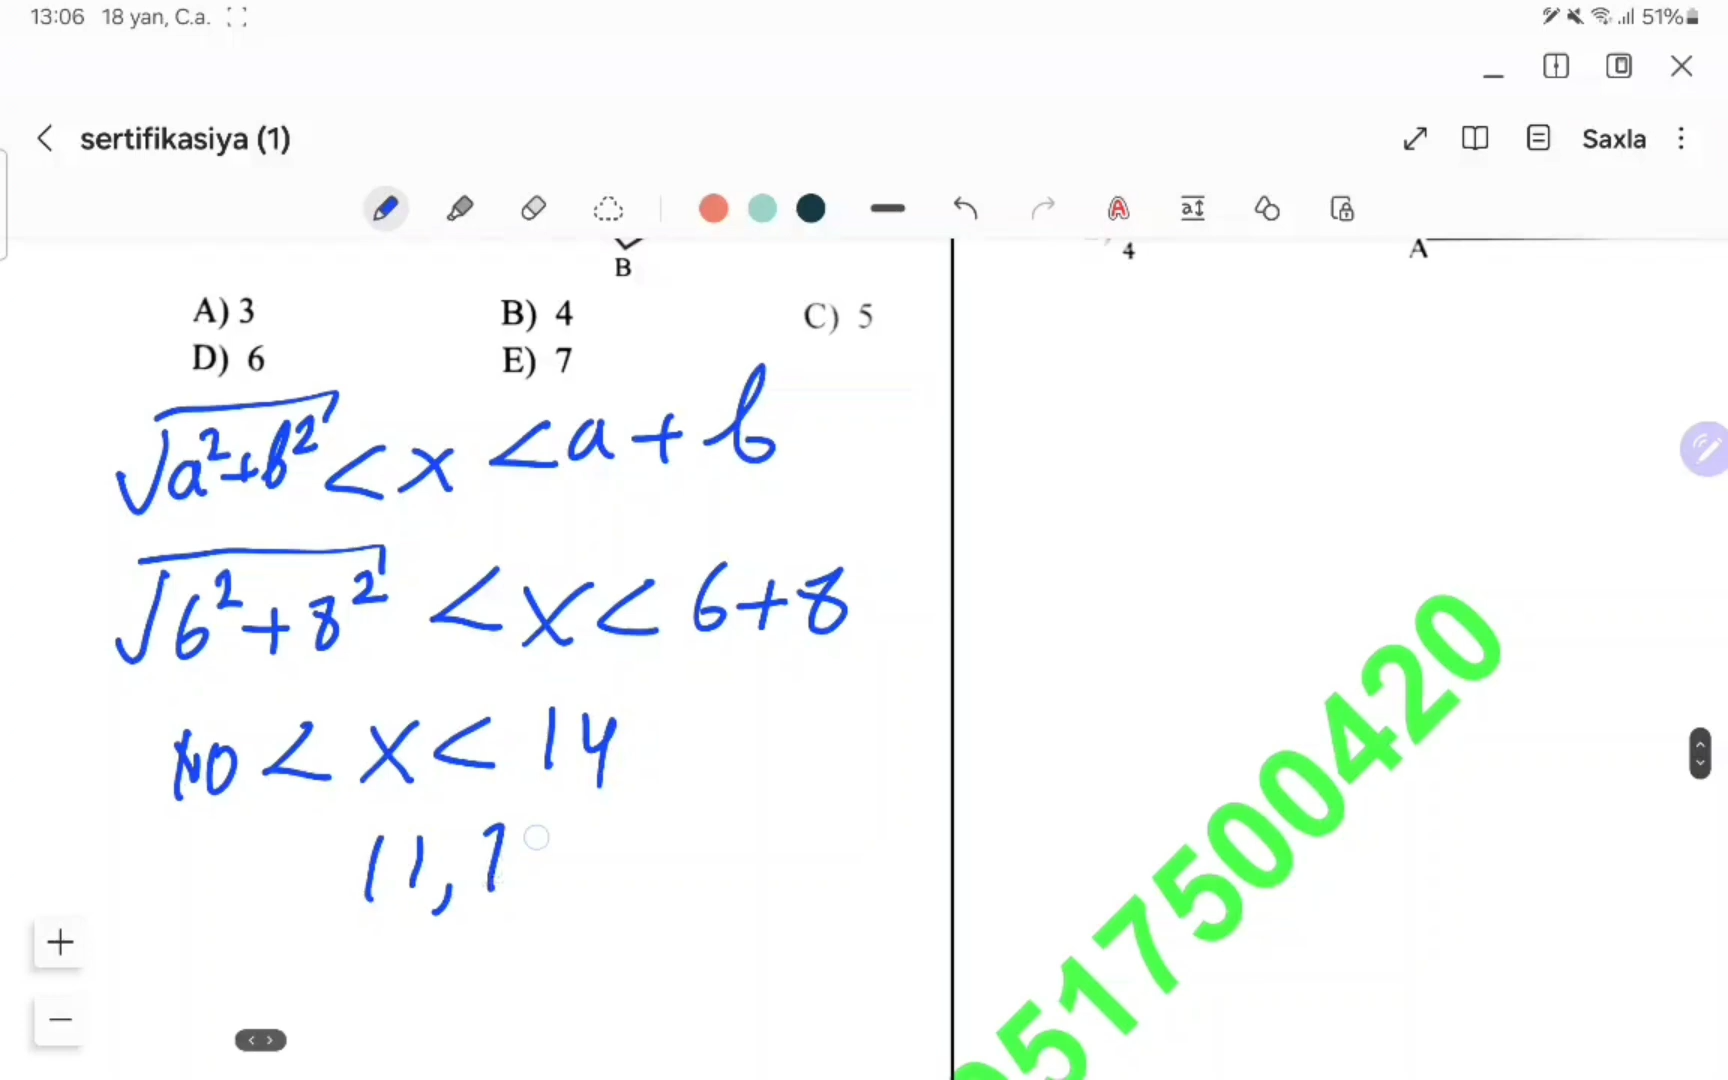 13:06 18 yan, C.a. 51%
sertifikasiya (1)
Saxla
B
4 A
A) 3 B) 4 C) 5
D) 6 E) 7
√a²+b² < x < a + b
√6²+8² < x < 6+8
10 < x < 14
11, 1
0517500420